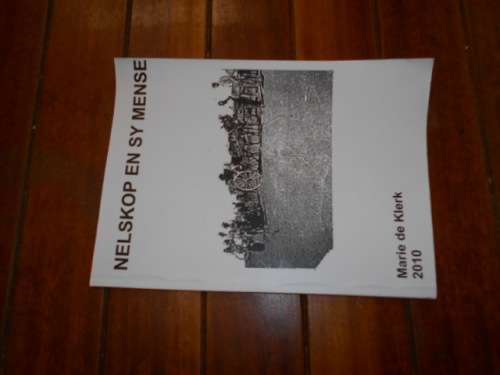 NELSKOP EN SY MENSE
Marie de Klerk
2010